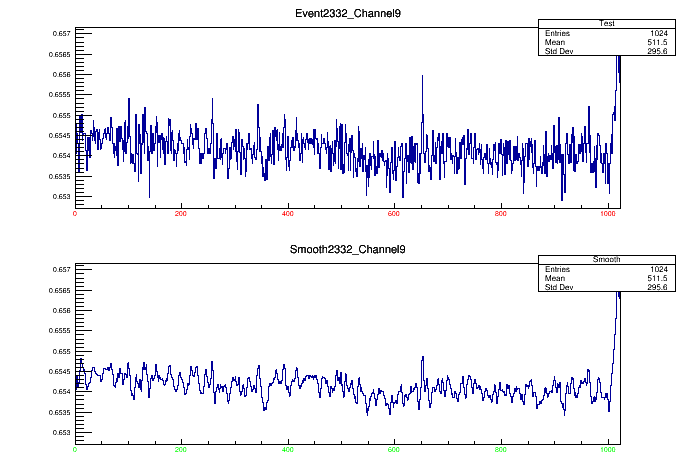 Event2332_Channel9
Test
Entries 1024
Mean 511.5
Std Dev 295.6
0.657
0.6565
0.656
0.6555
0.655
0.6545
0.654
0.6535
0.653
0 200 400 600 800 1000
Smooth2332_Channel9
Smooth
Entries 1024
Mean 511.5
Std Dev 295.6
0.657
0.6565
0.656
0.6555
0.655
0.6545
0.654
0.6535
0.653
0 200 400 600 800 1000